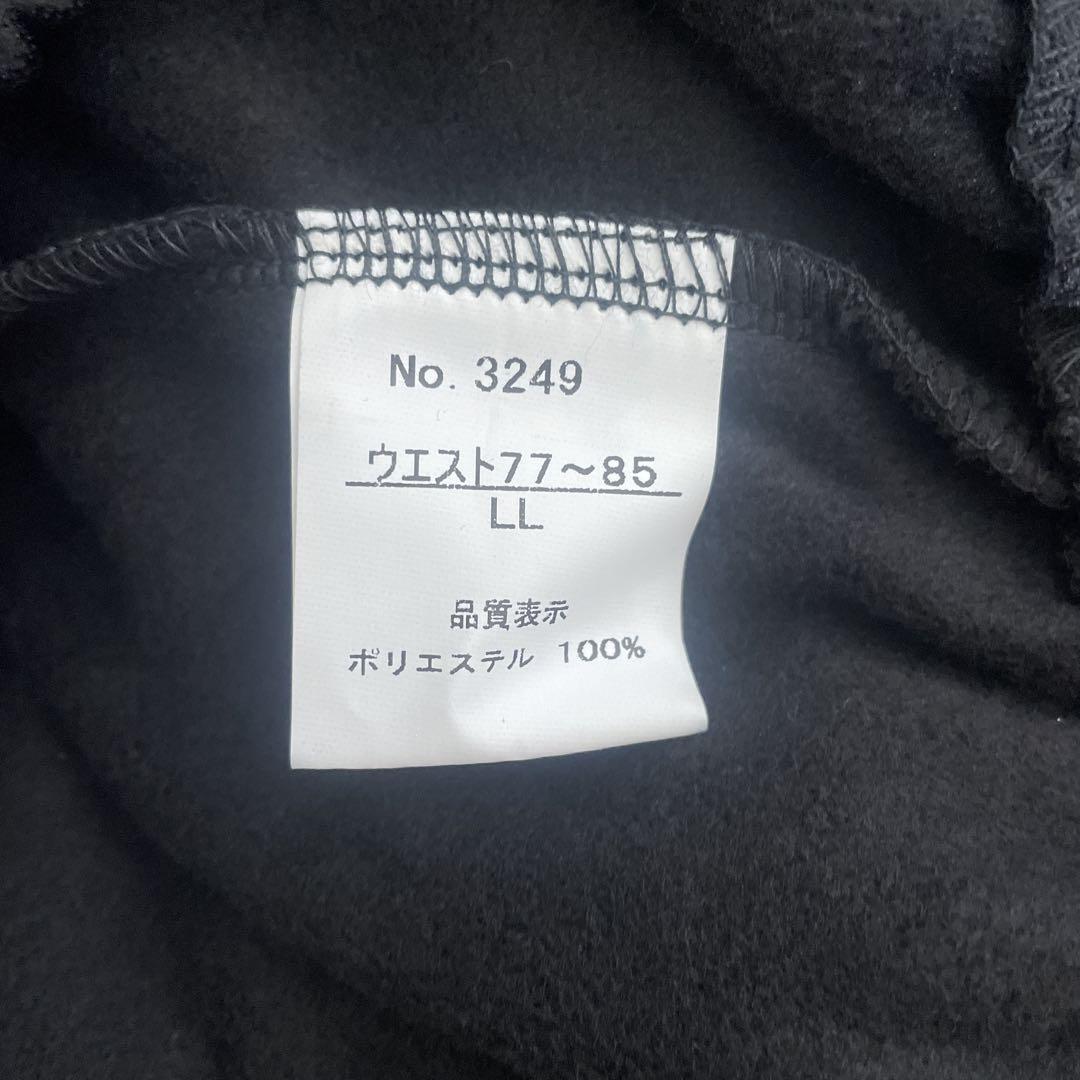 No. 3249
ウエスト77～85
LL
品質表示
ポリエステル 100%